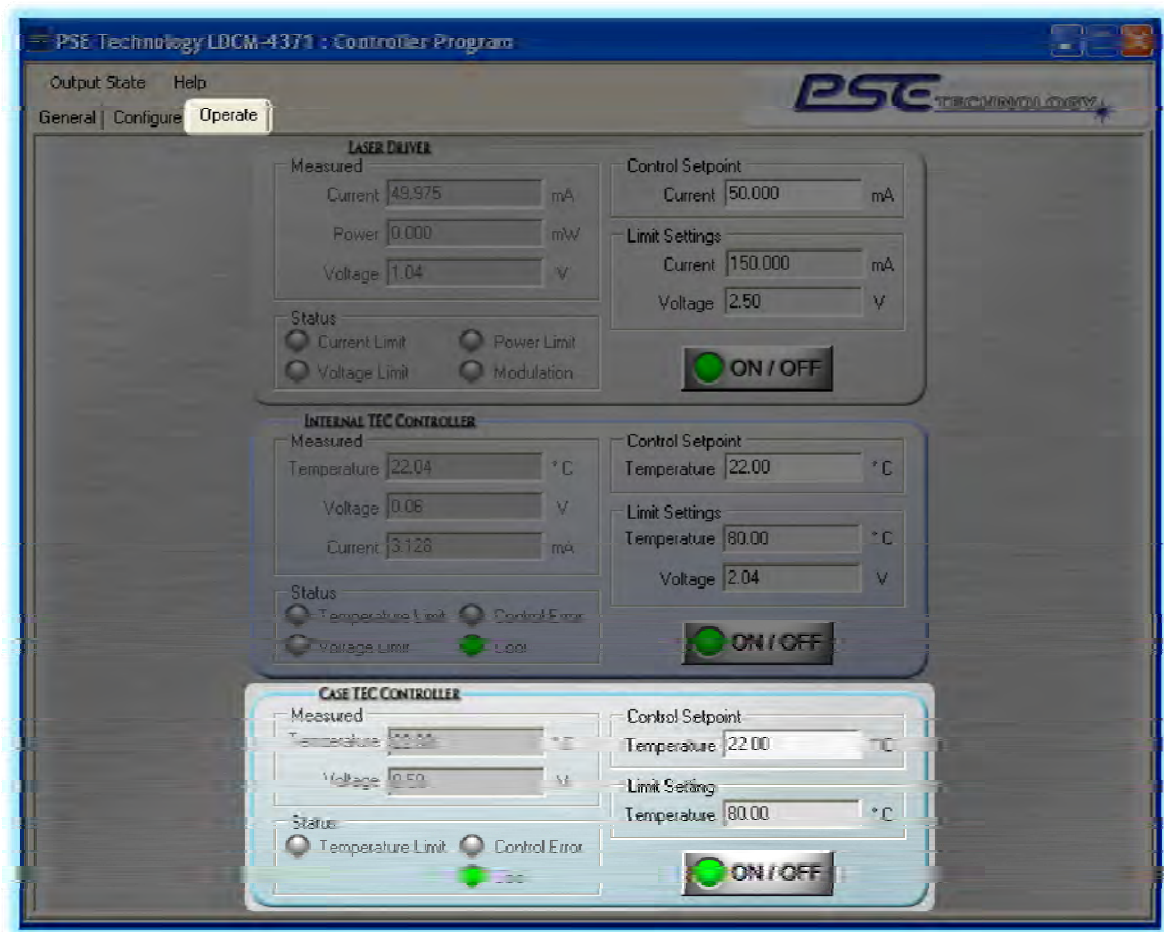 PSE Technology LDCM-4371 : Controller Program
Output State Help
PSE TECHNOLOGY
General Configure Operate
LASER DRIVER
Measured
Current 49.975 mA
Power 0.000 mW
Voltage 1.04 V
Control Setpoint
Current 50.000 mA
Limit Settings
Current 150.000 mA
Voltage 2.50 V
Status
Current Limit Power Limit
Voltage Limit Modulation
ON / OFF
INTERNAL TEC CONTROLLER
Measured
Temperature 22.04 °C
Voltage 0.06 V
Current 3.128 mA
Control Setpoint
Temperature 22.00 °C
Limit Settings
Temperature 80.00 °C
Voltage 2.04 V
Status
Temperature Limit Control Error
Voltage Limit Cool
ON / OFF
CASE TEC CONTROLLER
Measured
Temperature °C
Voltage V
Control Setpoint
Temperature 22.00 °C
Limit Setting
Temperature 80.00 °C
Status
Temperature Limit Control Error
ON / OFF